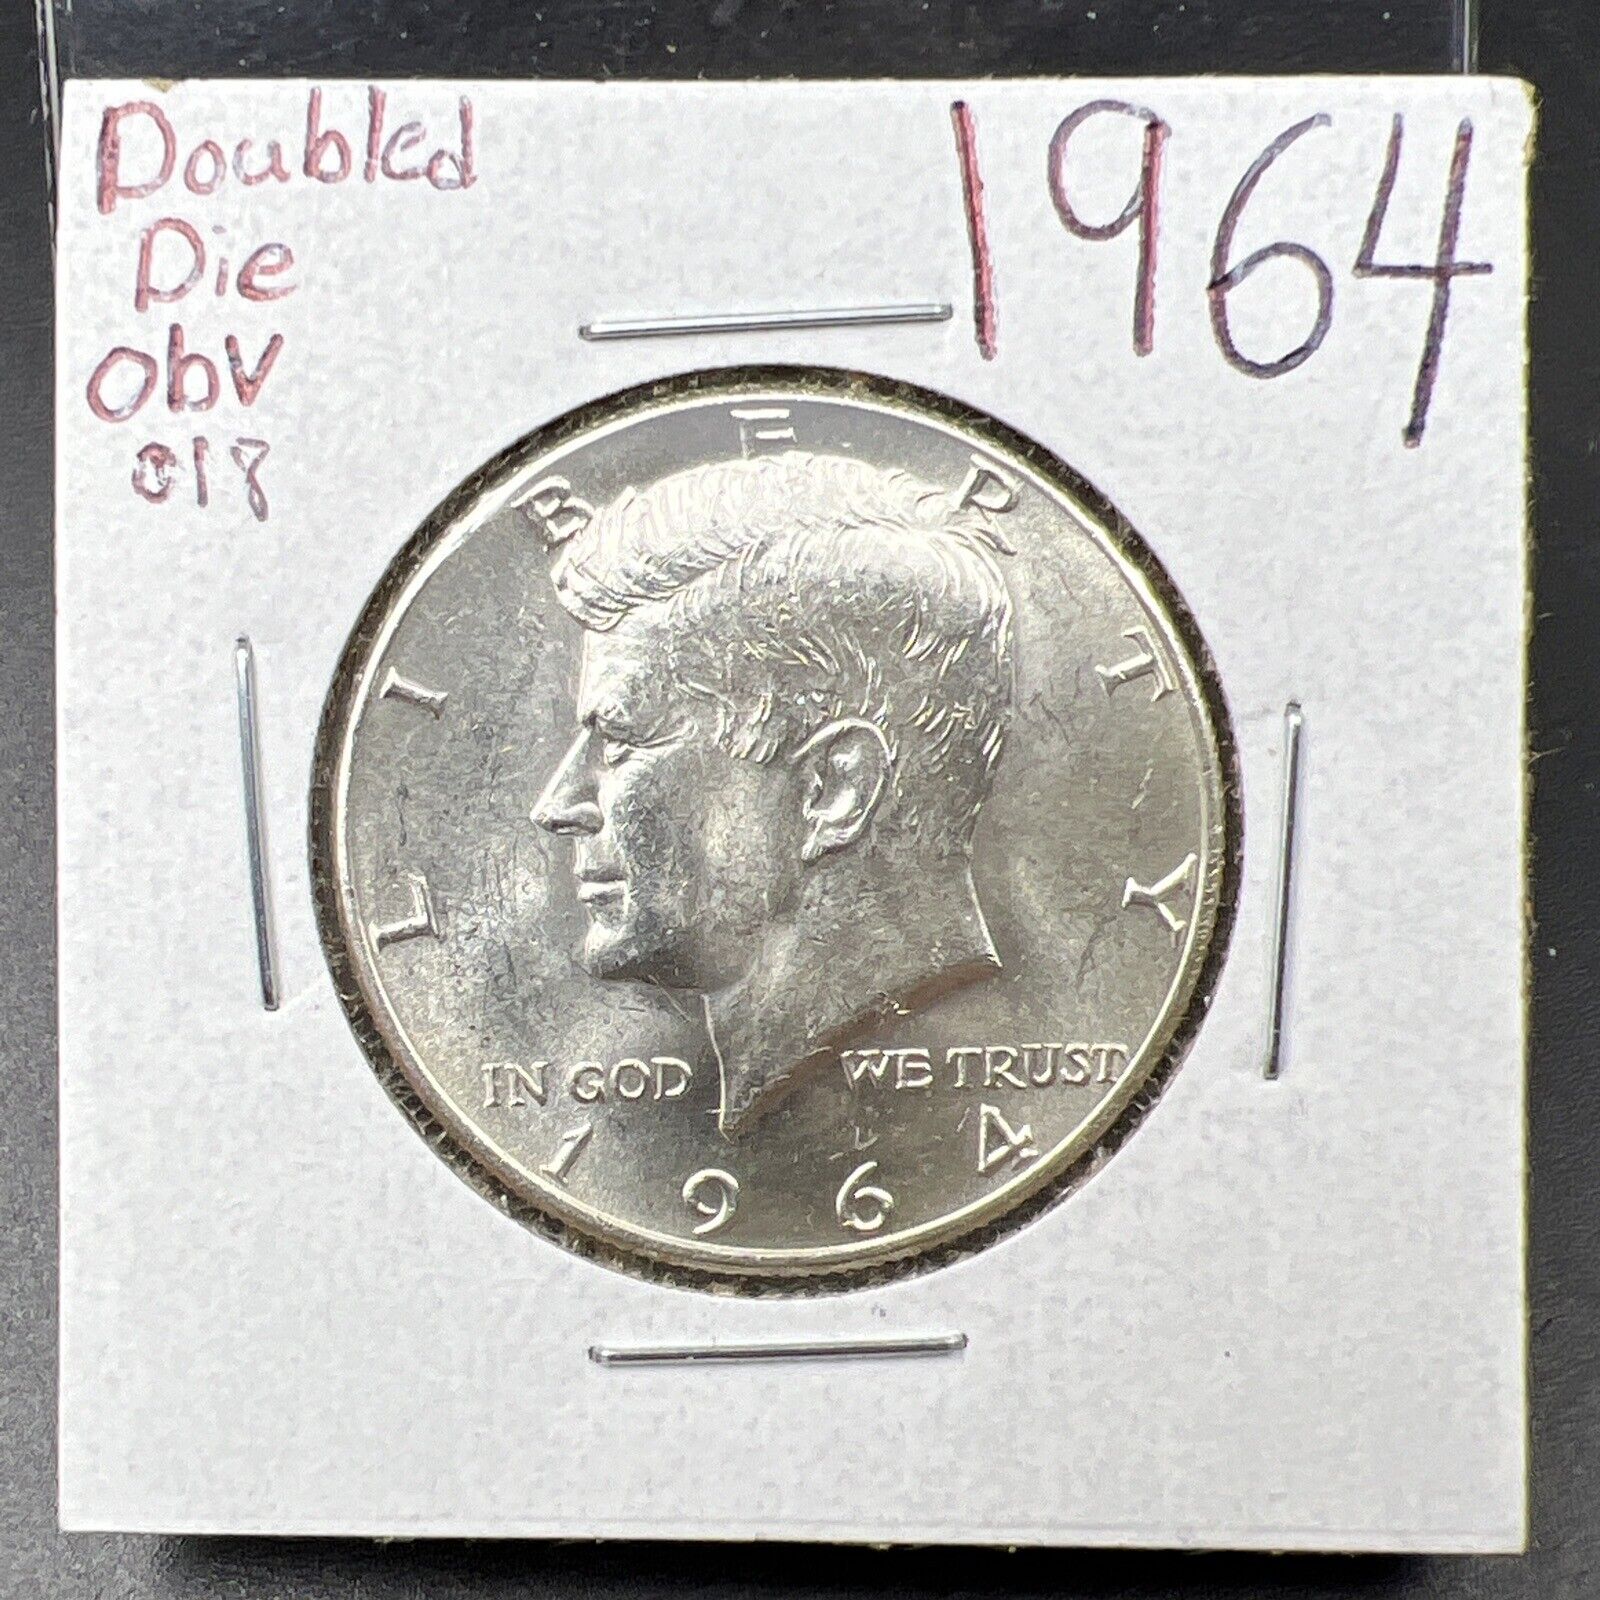 Doubled
Die
Obv
018
1964
LIBERTY
IN GOD WE TRUST
1964